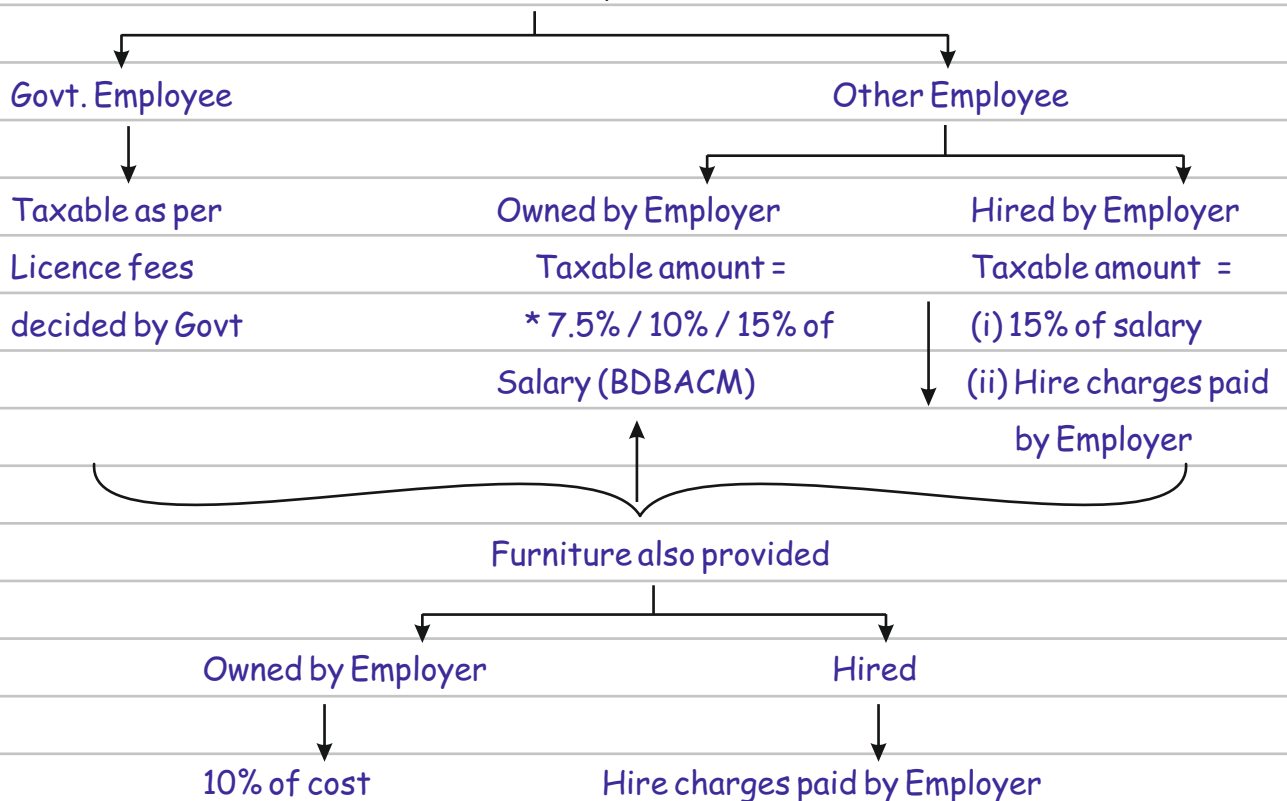 Govt. Employee
Other Employee
Taxable as per
Licence fees
decided by Govt
Owned by Employer
Taxable amount =
* 7.5% / 10% / 15% of
Salary (BDBACM)
Hired by Employer
Taxable amount =
(i) 15% of salary
(ii) Hire charges paid
by Employer
Furniture also provided
Owned by Employer
Hired
10% of cost
Hire charges paid by Employer